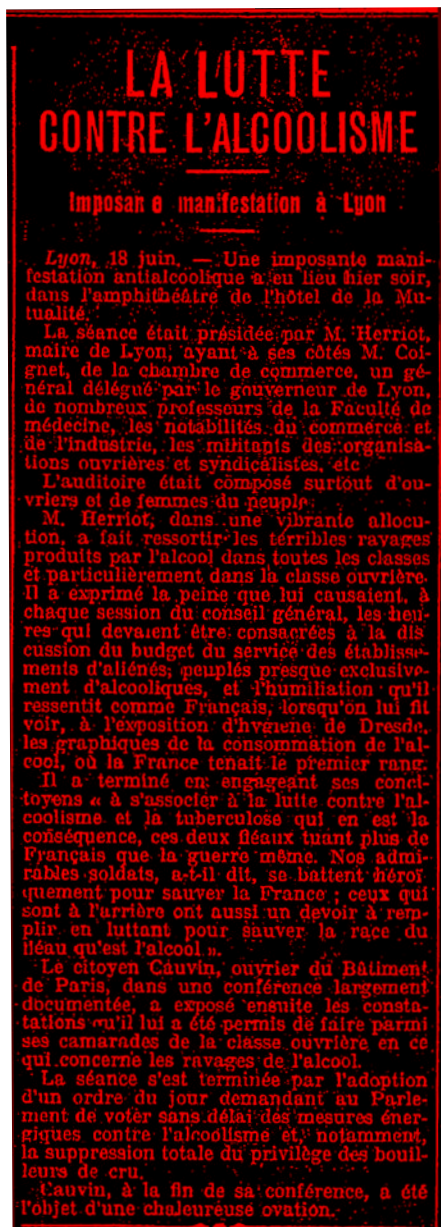 LA LUTTE
CONTRE L'ALCOOLISME
Imposan e manifestation à Lyon
Lyon, 18 juin. — Une imposante mani-
festation antialcoolique a eu lieu hier soir,
dans l'amphithéâtre de l'hôtel de la Mu-
tualité.
La séance était présidée par M. Herriot,
maire de Lyon, ayant à ses côtés M. Coi-
gnet, de la chambre de commerce, un gé-
néral délégué par le gouverneur de Lyon,
de nombreux professeurs de la Faculté de
médecine, les notabilités du commerce et
de l'industrie, les militants des organisa-
tions ouvrières et syndicalistes, etc
L'auditoire était composé surtout d'ou-
vriers et de femmes du peuple.
M. Herriot, dans une vibrante allocu-
tion, a fait ressortir les terribles ravages
produits par l'alcool dans toutes les classes
et particulièrement dans la classe ouvrière.
Il a exprimé la peine que lui causaient, à
chaque session du conseil général, les heu-
res qui devaient être consacrées à la dis
cussion du budget du service des établisse-
ments d'aliénés, peuplés presque exclusive-
ment d'alcooliques, et l'humiliation qu'il
ressentit comme Français, lorsqu'on lui fit
voir, à l'exposition d'hygiène de Dresde,
les graphiques de la consommation de l'al-
cool, où la France tenait le premier rang.
Il a terminé en engageant ses conci-
toyens « à s'associer à la lutte contre l'al-
coolisme et la tuberculose qui en est la
conséquence, ces deux fléaux tuant plus de
Français que la guerre même. Nos admi-
rables soldats, a-t-il dit, se battent héroï
quement pour sauver la France ; ceux qui
sont à l'arrière ont aussi un devoir à rem-
plir en luttant pour sauver la race du
fléau qu'est l'alcool ».
Le citoyen Cauvin, ouvrier du Bâtiment
de Paris, dans une conférence largement
documentée, a exposé ensuite les consta-
tations qu'il lui a été permis de faire parmi
ses camarades de la classe ouvrière en ce
qui concerne les ravages de l'alcool.
La séance s'est terminée par l'adoption
d'un ordre du jour demandant au Parle-
ment de voter sans délai des mesures éner-
giques contre l'alcoolisme et, notamment,
la suppression totale du privilège des bouil-
leurs de cru.
Cauvin, à la fin de sa conférence, a été
l'objet d'une chaleureuse ovation.